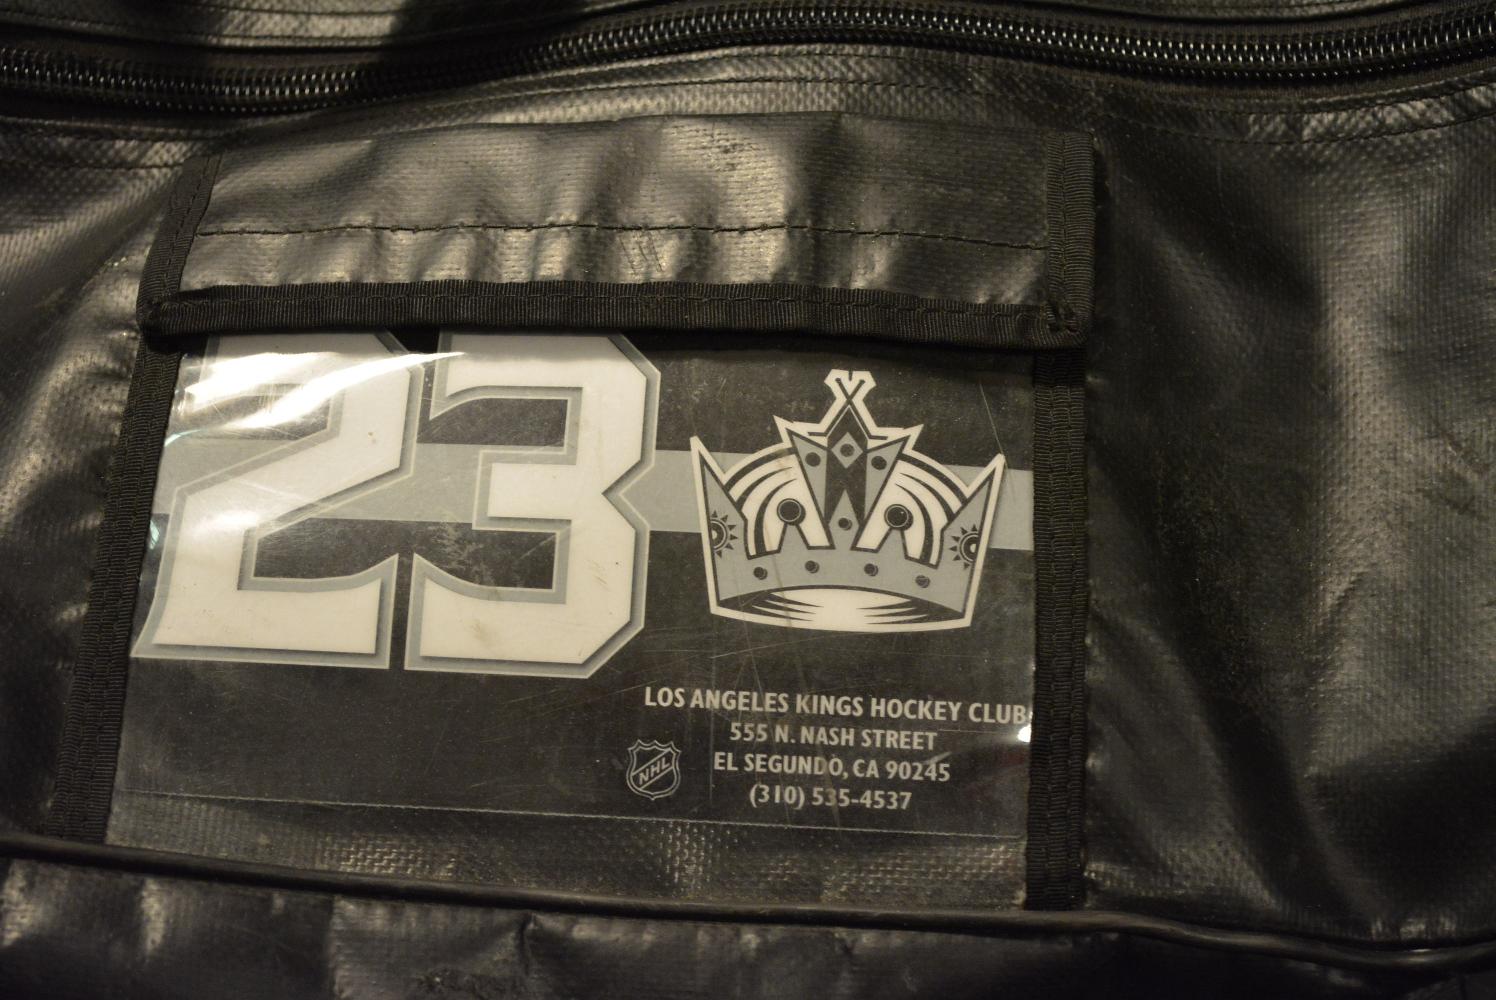 23
LOS ANGELES KINGS HOCKEY CLUB
555 N. NASH STREET
EL SEGUNDO, CA 90245
(310) 535-4537
NHL